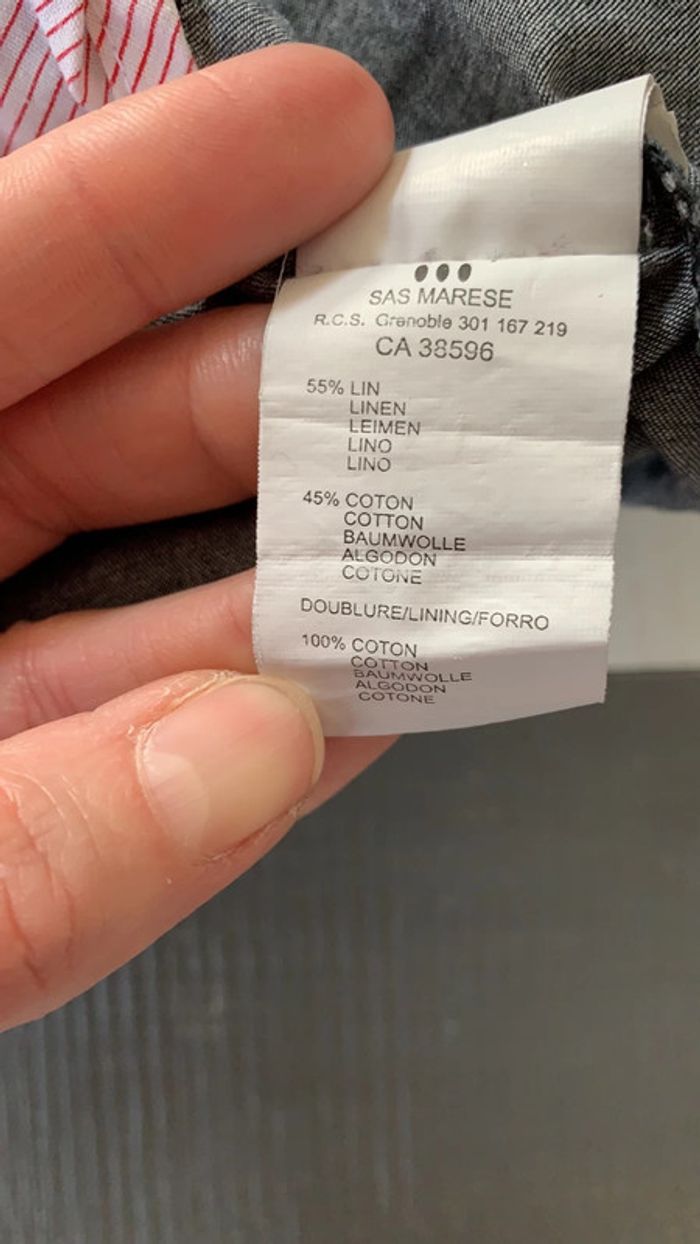 SAS MARESE
R.C.S. Grenoble 301 167 219
CA 38596
55% LIN
LINEN
LEIMEN
LINO
LINO
45% COTON
COTTON
BAUMWOLLE
ALGODON
COTONE
DOUBLURE/LINING/FORRO
100% COTON
COTTON
BAUMWOLLE
ALGODON
COTONE